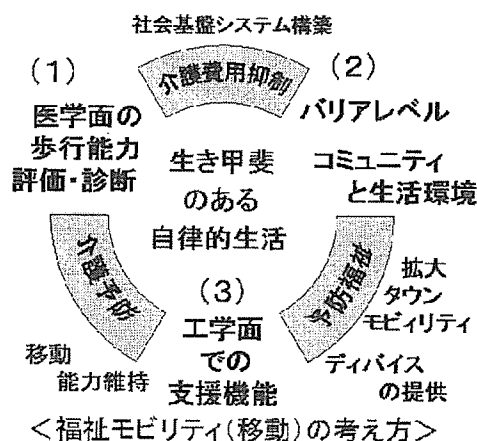 社会基盤システム構築
介護費用抑制
(1)
医学面の
歩行能力
評価・診断
(2)
バリアレベル
コミュニティ
と生活環境
生き甲斐
のある
自律的生活
介護予防
予防福祉
(3)
工学面
での
支援機能
移動
能力維持
拡大
タウン
モビィリティ
ディバイス
の提供
<福祉モビリティ(移動)の考え方>